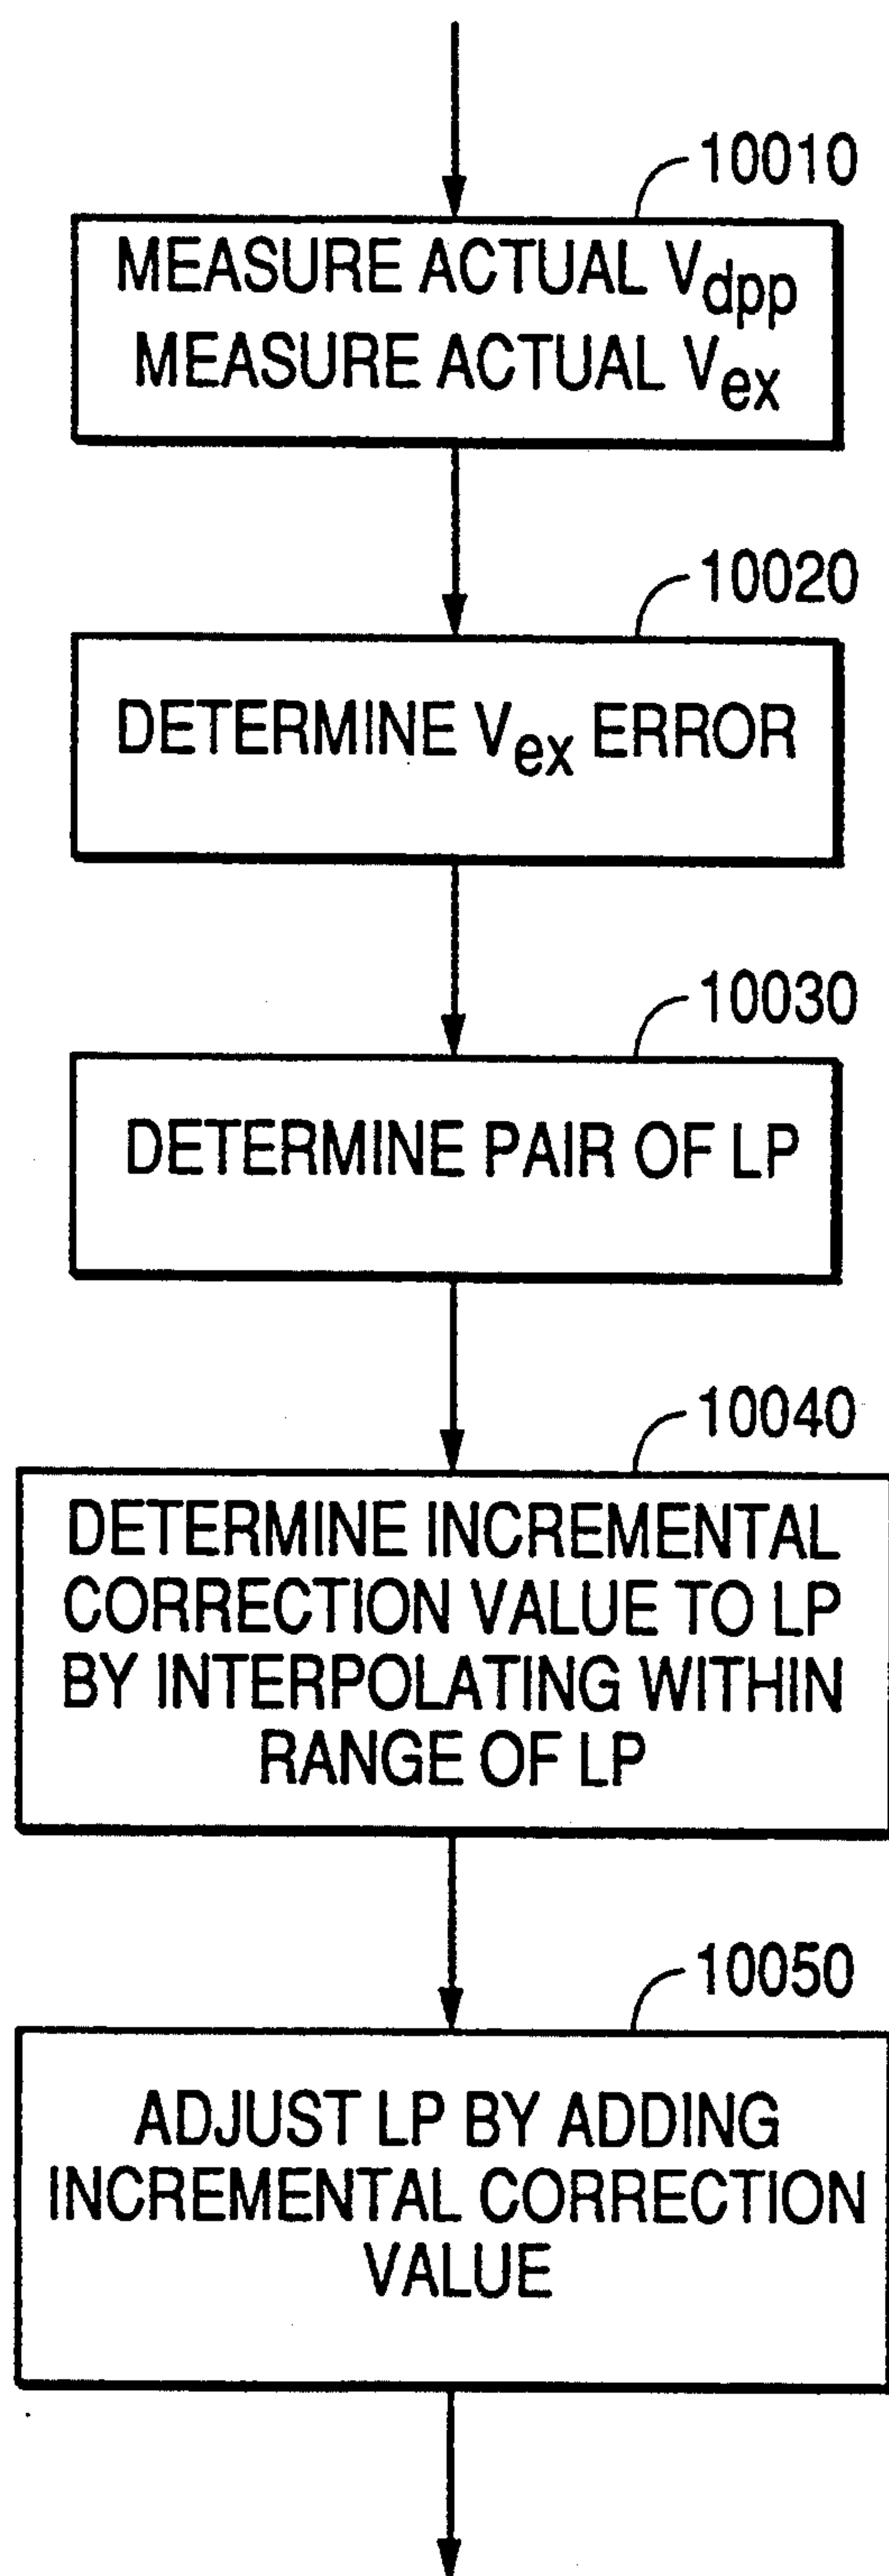 10010
MEASURE ACTUAL Vdpp
MEASURE ACTUAL Vex
10020
DETERMINE Vex ERROR
10030
DETERMINE PAIR OF LP
10040
DETERMINE INCREMENTAL
CORRECTION VALUE TO LP
BY INTERPOLATING WITHIN
RANGE OF LP
10050
ADJUST LP BY ADDING
INCREMENTAL CORRECTION
VALUE